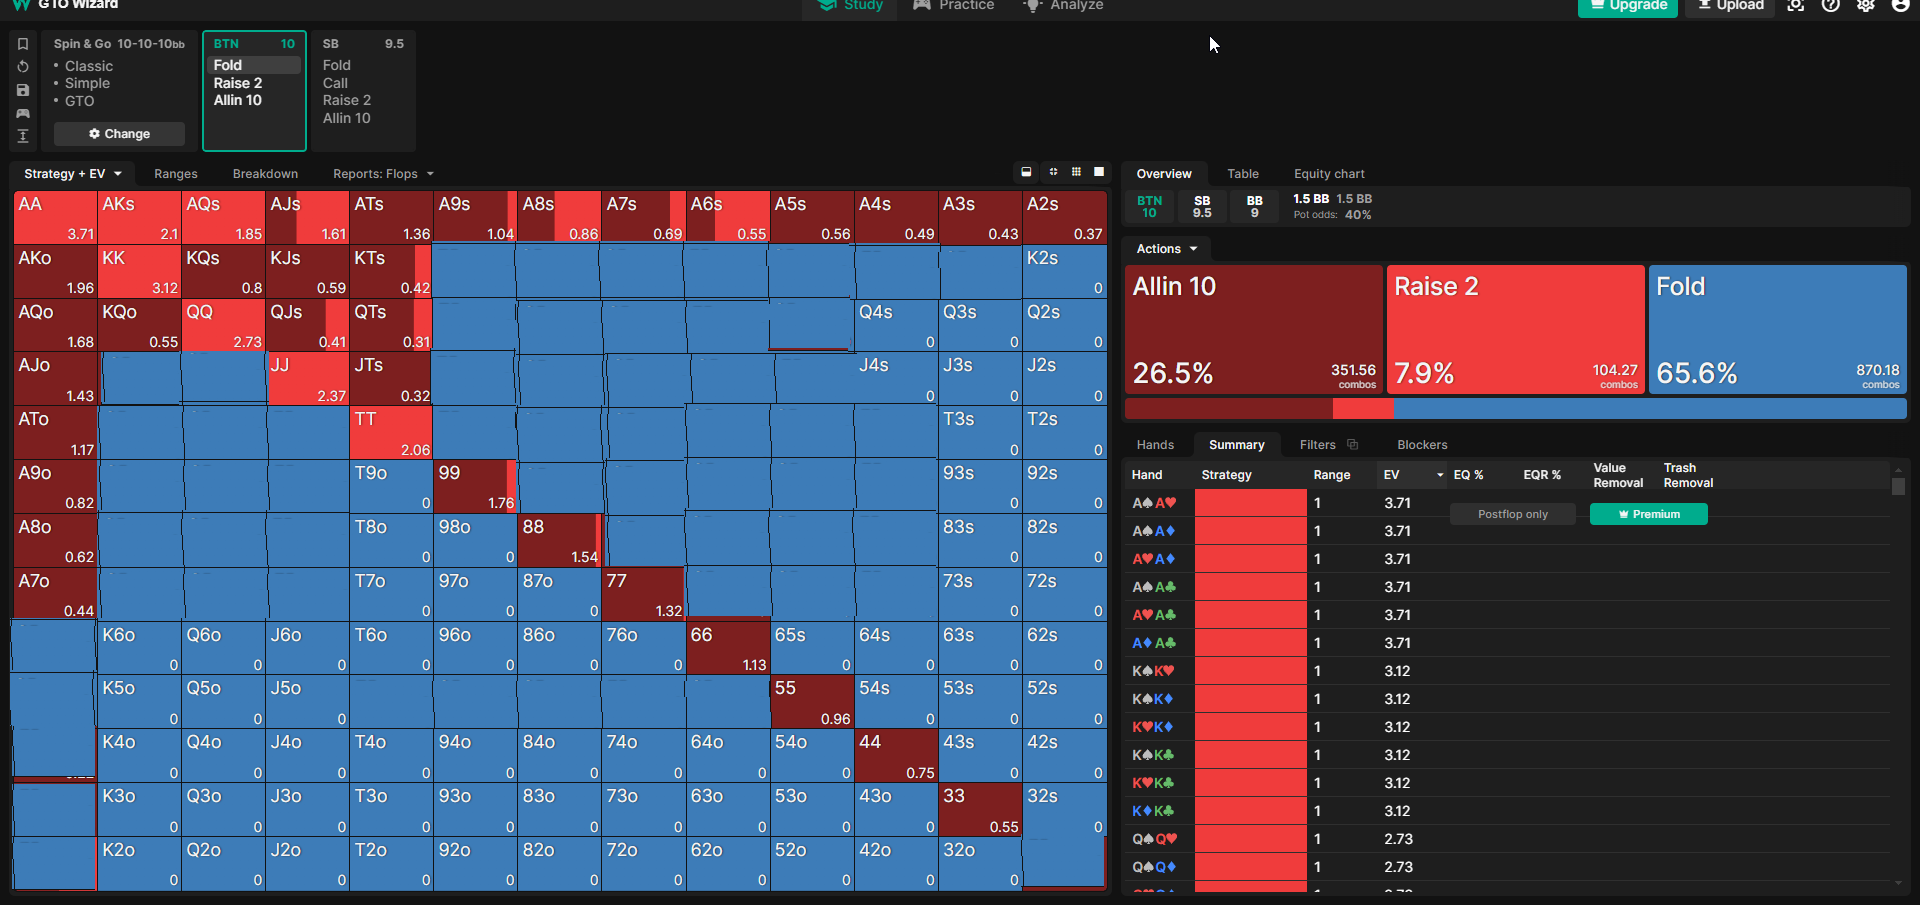 GTO Wizard
Study
Practice
Analyze
Upgrade
Upload
Spin & Go 10-10-10bb
• Classic
• Simple
• GTO
Change
BTN 10
Fold
Raise 2
Allin 10
SB 9.5
Fold
Call
Raise 2
Allin 10
Strategy + EV
Ranges
Breakdown
Reports: Flops
AA AKs AQs AJs ATs A9s A8s A7s A6s A5s A4s A3s A2s
3.71 2.1 1.85 1.61 1.36 1.04 0.86 0.69 0.55 0.56 0.49 0.43 0.37
AKo KK KQs KJs KTs K2s
1.96 3.12 0.8 0.59 0.42 0
AQo KQo QQ QJs QTs Q4s Q3s Q2s
1.68 0.55 2.73 0.41 0.31 0 0 0
AJo JJ JTs J4s J3s J2s
1.43 2.37 0.32 0 0 0
ATo TT T3s T2s
1.17 2.06 0 0
A9o T9o 99 93s 92s
0.82 0 1.76 0 0
A8o T8o 98o 88 83s 82s
0.62 0 0 1.54 0 0
A7o T7o 97o 87o 77 73s 72s
0.44 0 0 0 1.32 0 0
K6o Q6o J6o T6o 96o 86o 76o 66 65s 64s 63s 62s
0 0 0 0 0 0 0 1.13 0 0 0 0
K5o Q5o J5o 55 54s 53s 52s
0 0 0 0.96 0 0 0
K4o Q4o J4o T4o 94o 84o 74o 64o 54o 44 43s 42s
0 0 0 0 0 0 0 0 0 0.75 0 0
K3o Q3o J3o T3o 93o 83o 73o 63o 53o 43o 33 32s
0 0 0 0 0 0 0 0 0 0 0.55 0
K2o Q2o J2o T2o 92o 82o 72o 62o 52o 42o 32o
0 0 0 0 0 0 0 0 0 0 0
Overview
Table
Equity chart
BTN SB BB 1.5 BB 1.5 BB
10 9.5 9 Pot odds: 40%
Actions
Allin 10
26.5% 351.56 combos
Raise 2
7.9% 104.27 combos
Fold
65.6% 870.18 combos
Hands
Summary
Filters
Blockers
Hand Strategy Range EV EQ % EQR % Value Removal Trash Removal
Postflop only
Premium
A♠A♥ 1 3.71
A♠A♦ 1 3.71
A♥A♦ 1 3.71
A♠A♣ 1 3.71
A♥A♣ 1 3.71
A♦A♣ 1 3.71
K♠K♥ 1 3.12
K♠K♦ 1 3.12
K♥K♦ 1 3.12
K♠K♣ 1 3.12
K♥K♣ 1 3.12
K♦K♣ 1 3.12
Q♠Q♥ 1 2.73
Q♠Q♦ 1 2.73